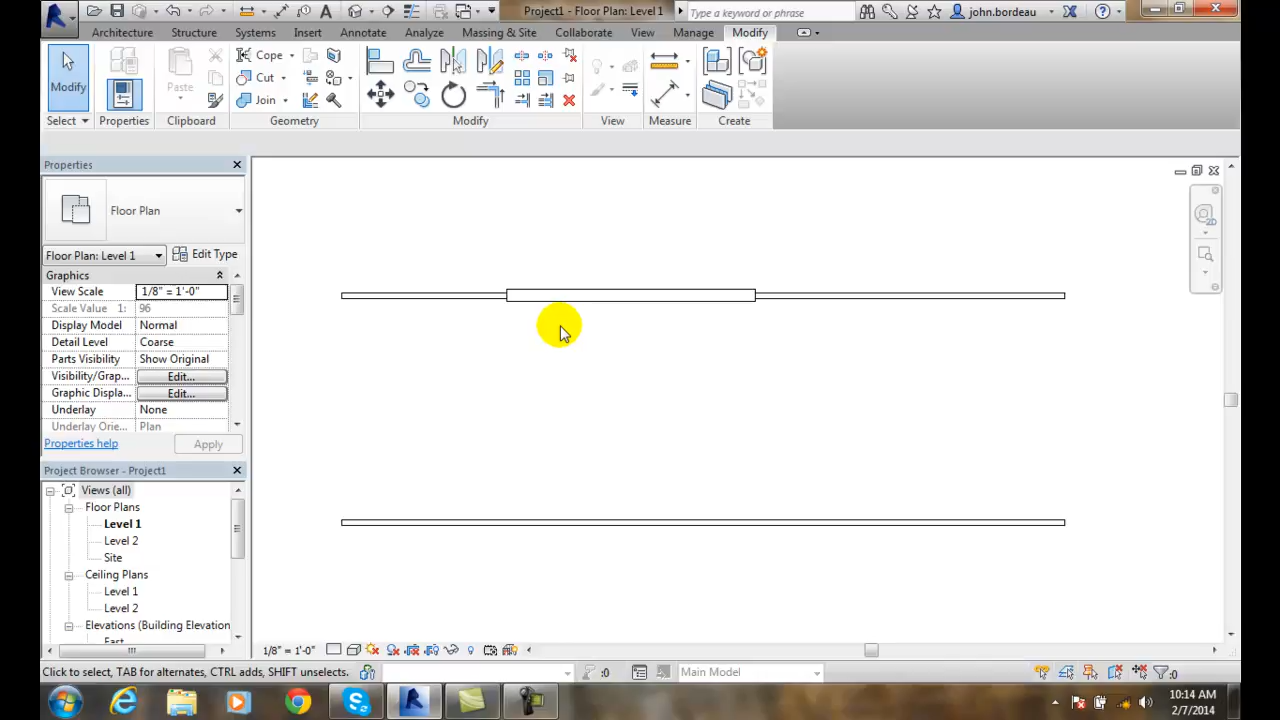 Project1 - Floor Plan: Level 1
Type a keyword or phrase
john.bordeau
Architecture Structure Systems Insert Annotate Analyze Massing & Site Collaborate View Manage Modify
Modify
Paste
Cope
Cut
Join
Select Properties Clipboard Geometry Modify View Measure Create
Properties
Floor Plan
Floor Plan: Level 1 Edit Type
Graphics
View Scale 1/8" = 1'-0"
Scale Value 1: 96
Display Model Normal
Detail Level Coarse
Parts Visibility Show Original
Visibility/Grap... Edit...
Graphic Displa... Edit...
Underlay None
Underlay Orie... Plan
Properties help Apply
Project Browser - Project1
Views (all)
Floor Plans
Level 1
Level 2
Site
Ceiling Plans
Level 1
Level 2
Elevations (Building Elevation
East
2D
1/8" = 1'-0"
Click to select, TAB for alternates, CTRL adds, SHIFT unselects.
:0
Main Model
:0
10:14 AM
2/7/2014